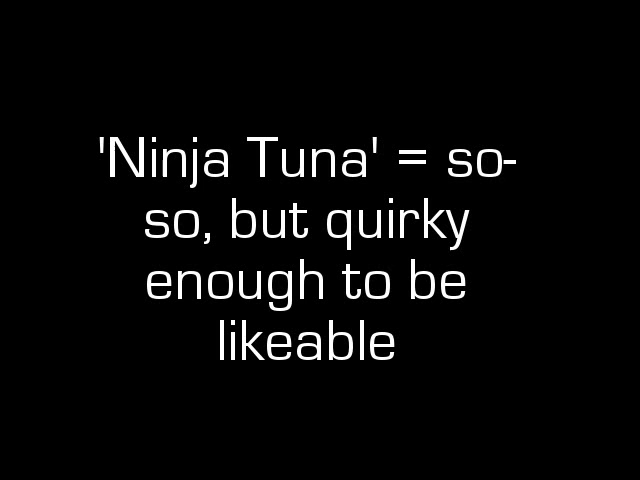 'Ninja Tuna' = so-
so, but quirky
enough to be
likeable